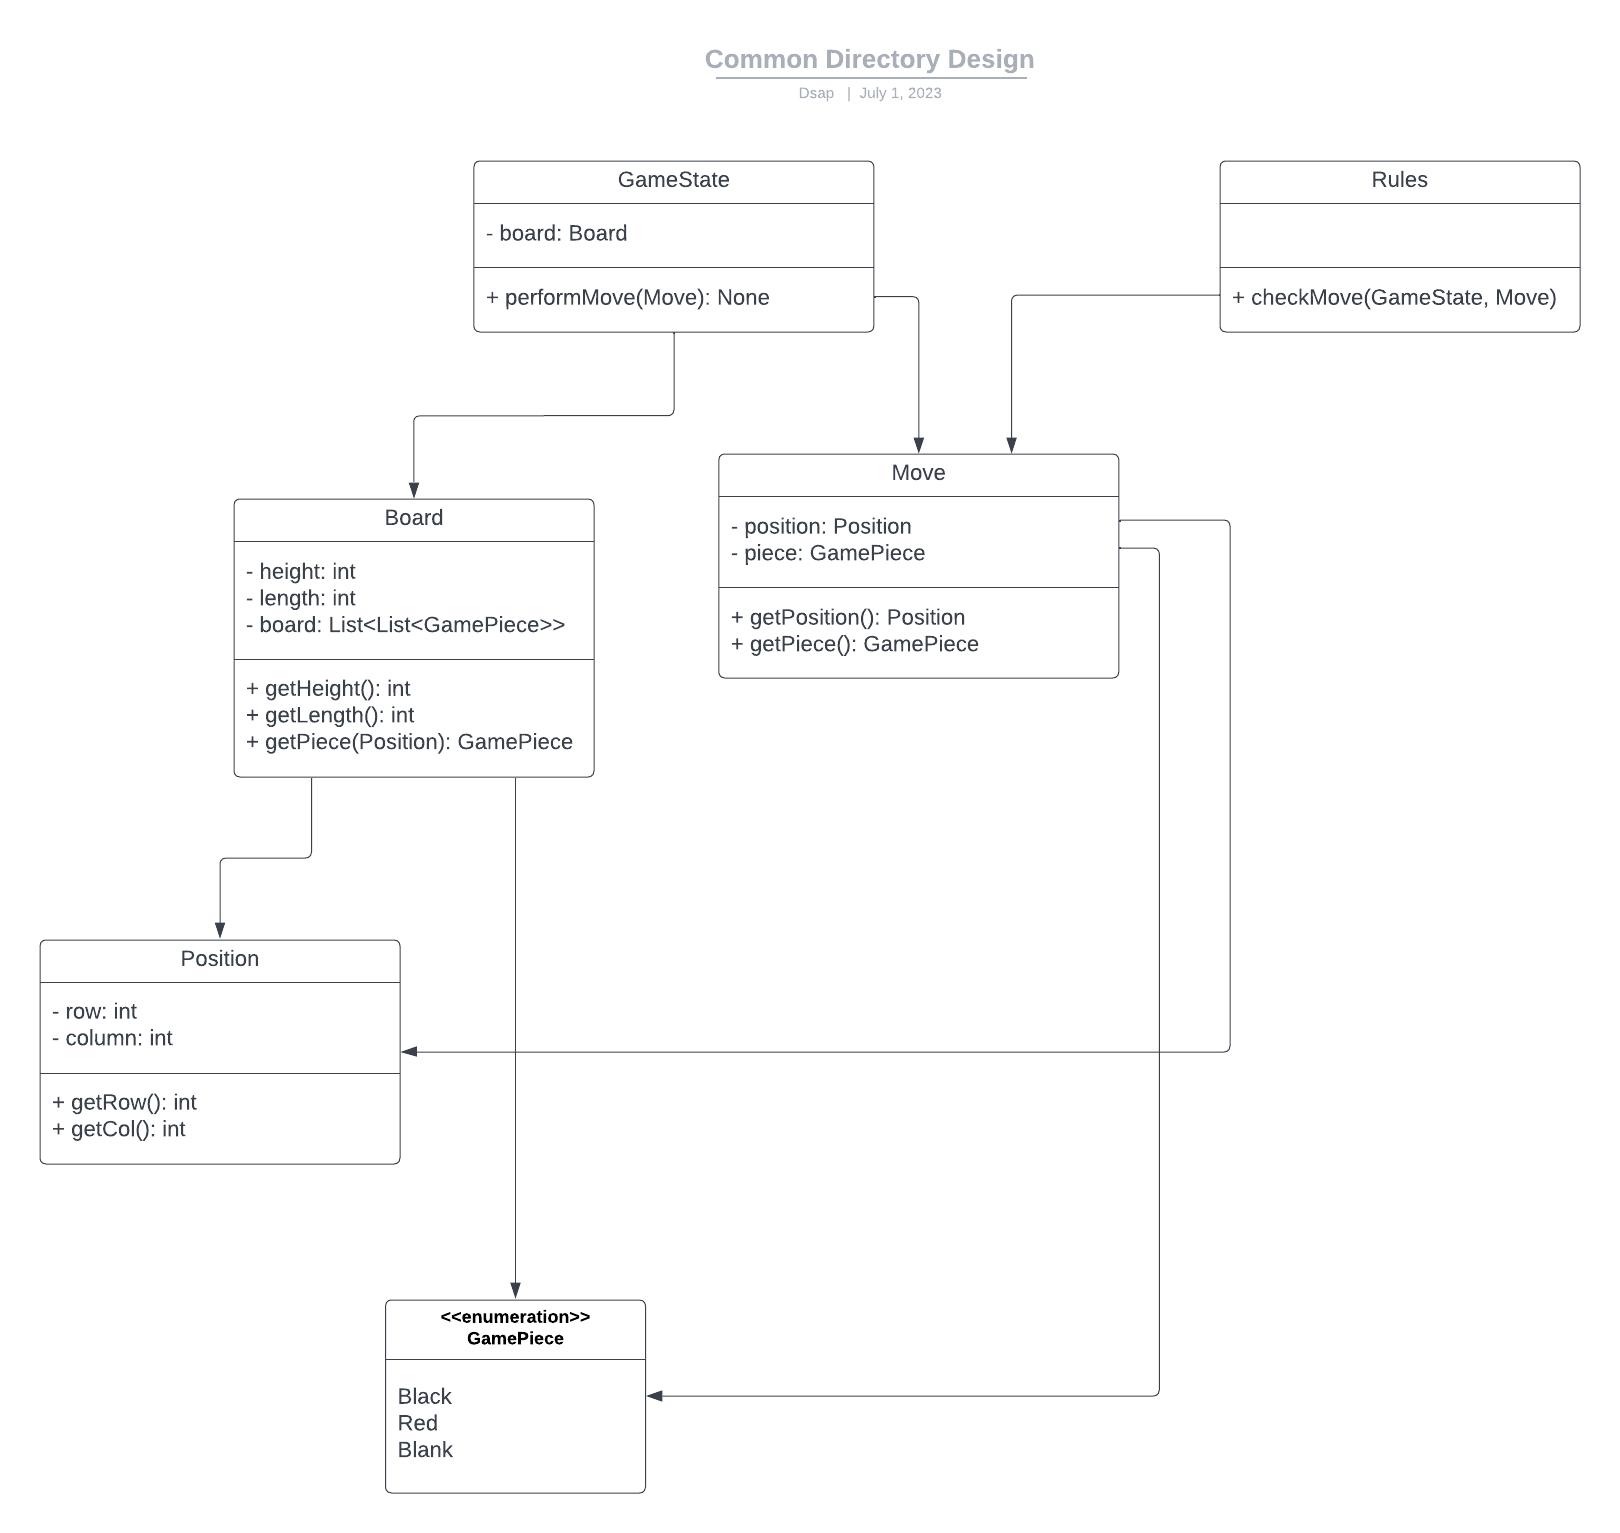 Common Directory Design
Dsap | July 1, 2023
GameState
- board: Board
+ performMove(Move): None
Rules
+ checkMove(GameState, Move)
Board
- height: int
- length: int
- board: List<List<GamePiece>>
+ getHeight(): int
+ getLength(): int
+ getPiece(Position): GamePiece
Move
- position: Position
- piece: GamePiece
+ getPosition(): Position
+ getPiece(): GamePiece
Position
- row: int
- column: int
+ getRow(): int
+ getCol(): int
<<enumeration>>
GamePiece
Black
Red
Blank